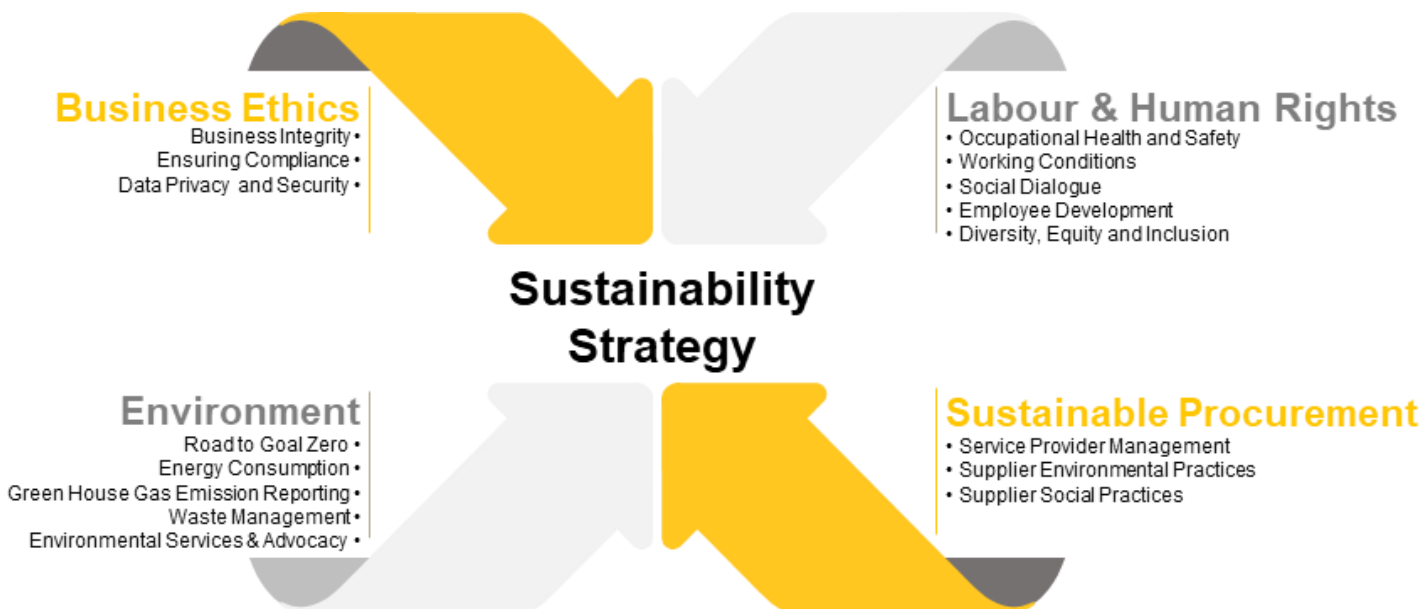 Business Ethics
Business Integrity •
Ensuring Compliance •
Data Privacy and Security •
Labour & Human Rights
• Occupational Health and Safety
• Working Conditions
• Social Dialogue
• Employee Development
• Diversity, Equity and Inclusion
Sustainability
Strategy
Environment
Road to Goal Zero •
Energy Consumption •
Green House Gas Emission Reporting •
Waste Management •
Environmental Services & Advocacy •
Sustainable Procurement
• Service Provider Management
• Supplier Environmental Practices
• Supplier Social Practices